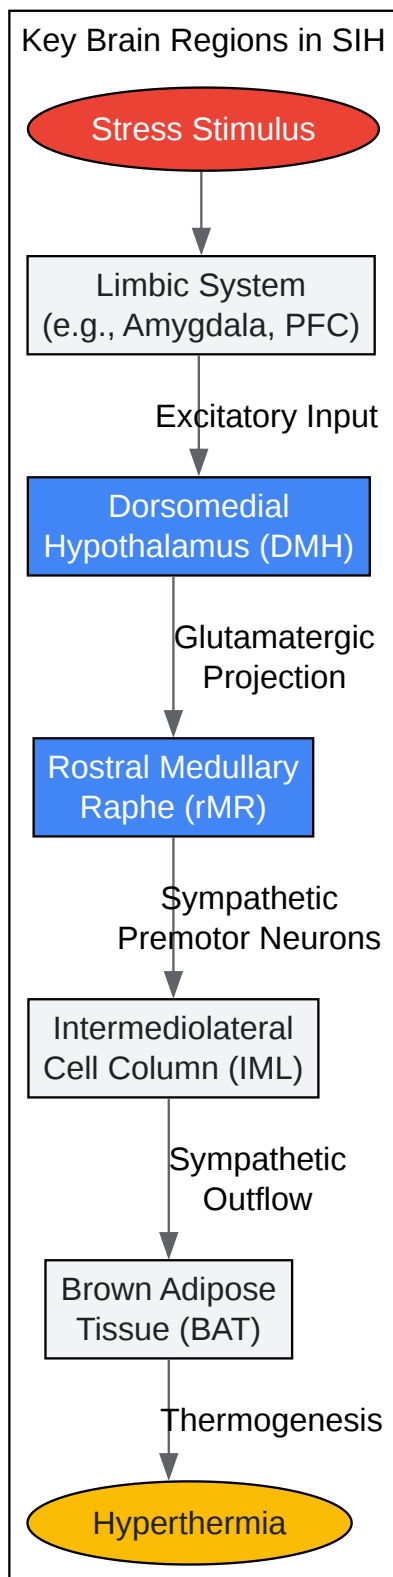 Key Brain Regions in SIH
Stress Stimulus
Limbic System
(e.g., Amygdala, PFC)
Excitatory Input
Dorsomedial
Hypothalamus (DMH)
Glutamatergic
Projection
Rostral Medullary
Raphe (rMR)
Sympathetic
Premotor Neurons
Intermediolateral
Cell Column (IML)
Sympathetic
Outflow
Brown Adipose
Tissue (BAT)
Thermogenesis
Hyperthermia